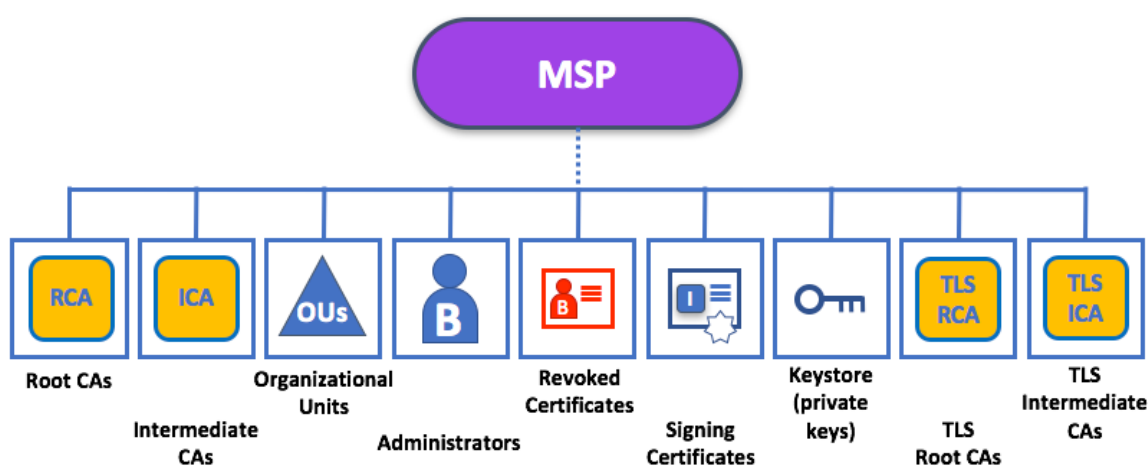 MSP
RCA
ICA
OUs
B
B
I
TLS
RCA
TLS
ICA
Root CAs
Intermediate
CAs
Organizational
Units
Administrators
Revoked
Certificates
Signing
Certificates
Keystore
(private
keys)
TLS
Root CAs
TLS
Intermediate
CAs